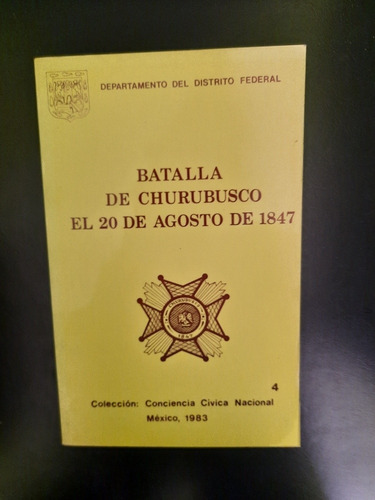 DEPARTAMENTO DEL DISTRITO FEDERAL
BATALLA
DE CHURUBUSCO
EL 20 DE AGOSTO DE 1847
4
Colección: Conciencia Cívica Nacional
México, 1983